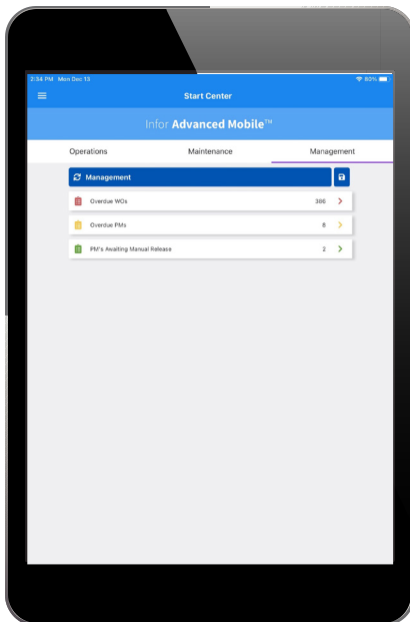 2:34 PM Mon Dec 13
80%
Start Center
Infor Advanced Mobile™
Operations
Maintenance
Management
Management
Overdue WOs
386
Overdue PMs
8
PM's Awaiting Manual Release
2